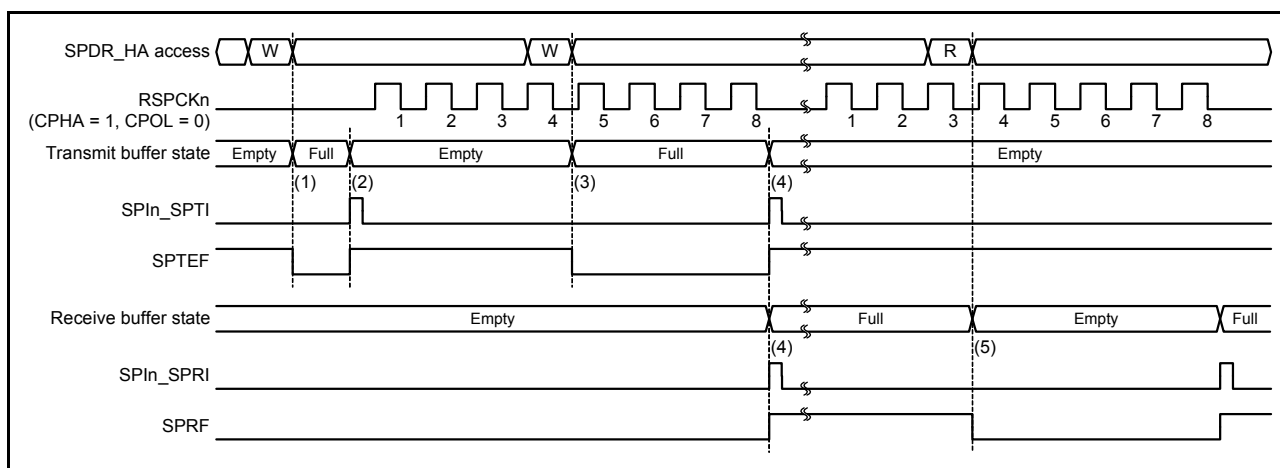 SPDR_HA access W W R
RSPCKn
(CPHA = 1, CPOL = 0) 1 2 3 4 5 6 7 8 1 2 3 4 5 6 7 8
Transmit buffer state Empty Full Empty Full Empty
(1) (2) (3) (4)
SPIn_SPTI
SPTEF
Receive buffer state Empty Full Empty Full
(4) (5)
SPIn_SPRI
SPRF